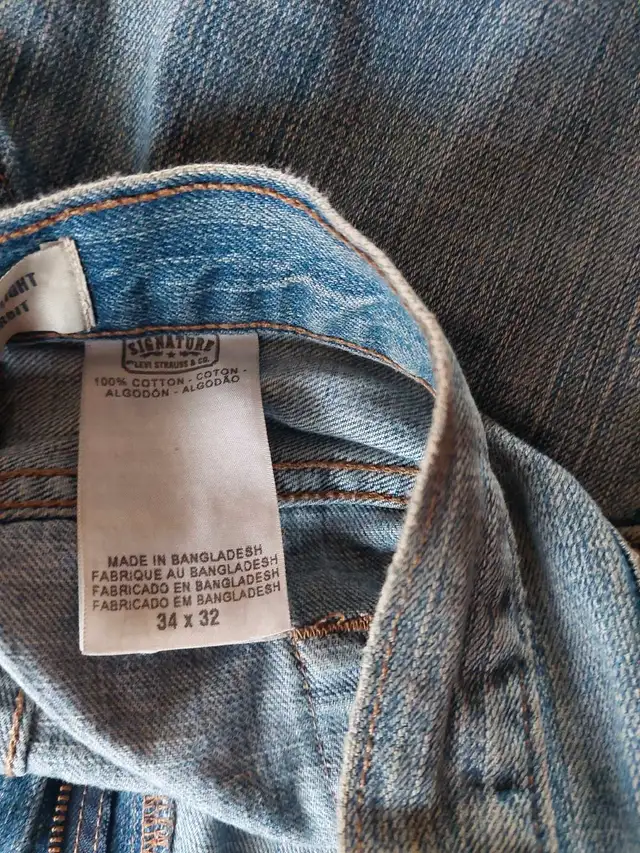 SIGNATURE
LEVI STRAUSS & CO.
100% COTTON - COTON -
ALGODÓN - ALGODÃO
MADE IN BANGLADESH
FABRIQUE AU BANGLADESH
FABRICADO EN BANGLADESH
FABRICADO EM BANGLADESH
34 x 32